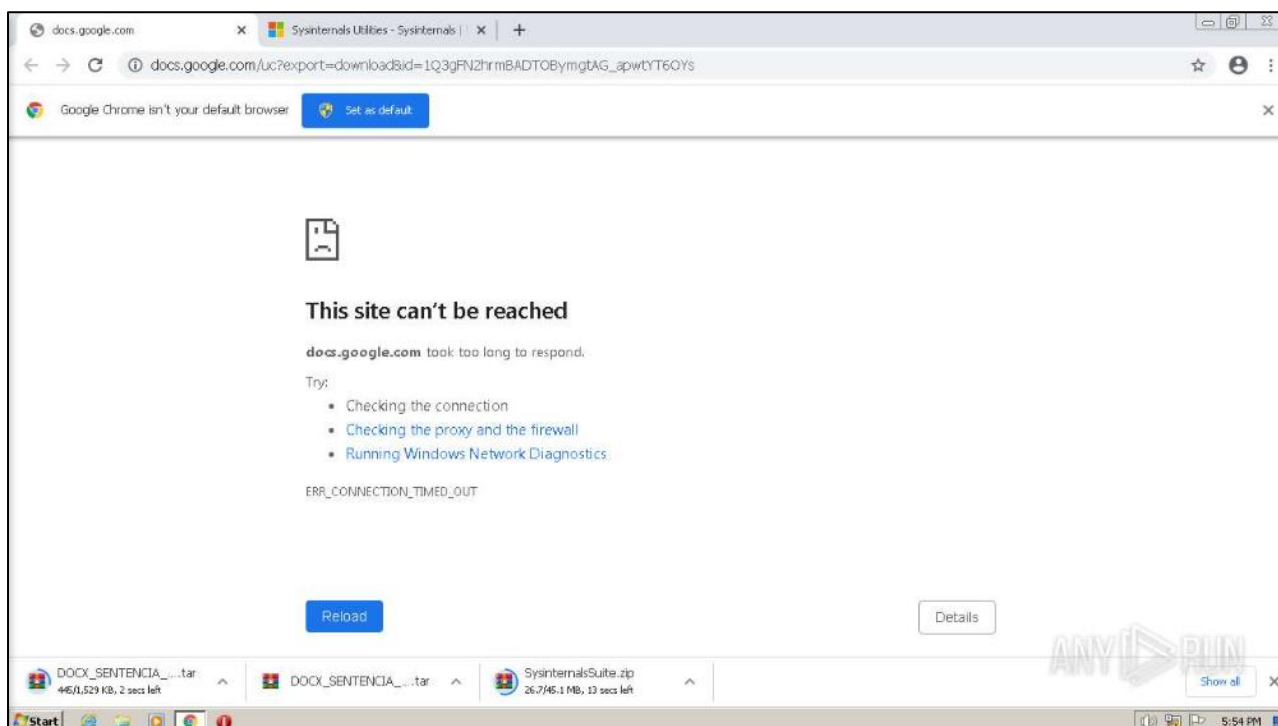 docs.google.com
Sysinternals Utilities - Sysinternals |
docs.google.com/uc?export=download&id=1Q3gFN2hrmBADTOBymgtAG_apwtYT6OYs
Google Chrome isn't your default browser
Set as default
This site can't be reached
docs.google.com took too long to respond.
Try:
• Checking the connection
• Checking the proxy and the firewall
• Running Windows Network Diagnostics
ERR_CONNECTION_TIMED_OUT
Reload
Details
ANY RUN
DOCX_SENTENCIA_....tar
445/1,529 KB, 2 secs left
DOCX_SENTENCIA_....tar
SysinternalsSuite.zip
26.7/45.1 MB, 13 secs left
Show all
Start
5:54 PM